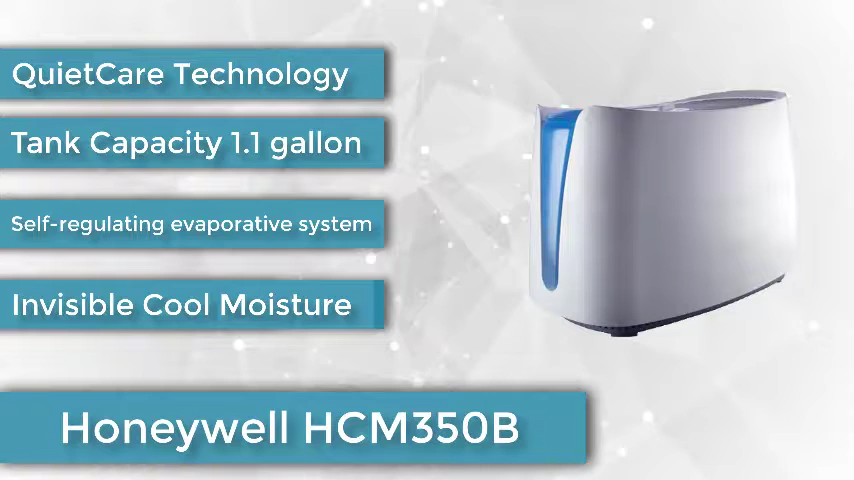 QuietCare Technology
Tank Capacity 1.1 gallon
Self-regulating evaporative system
Invisible Cool Moisture
Honeywell HCM350B